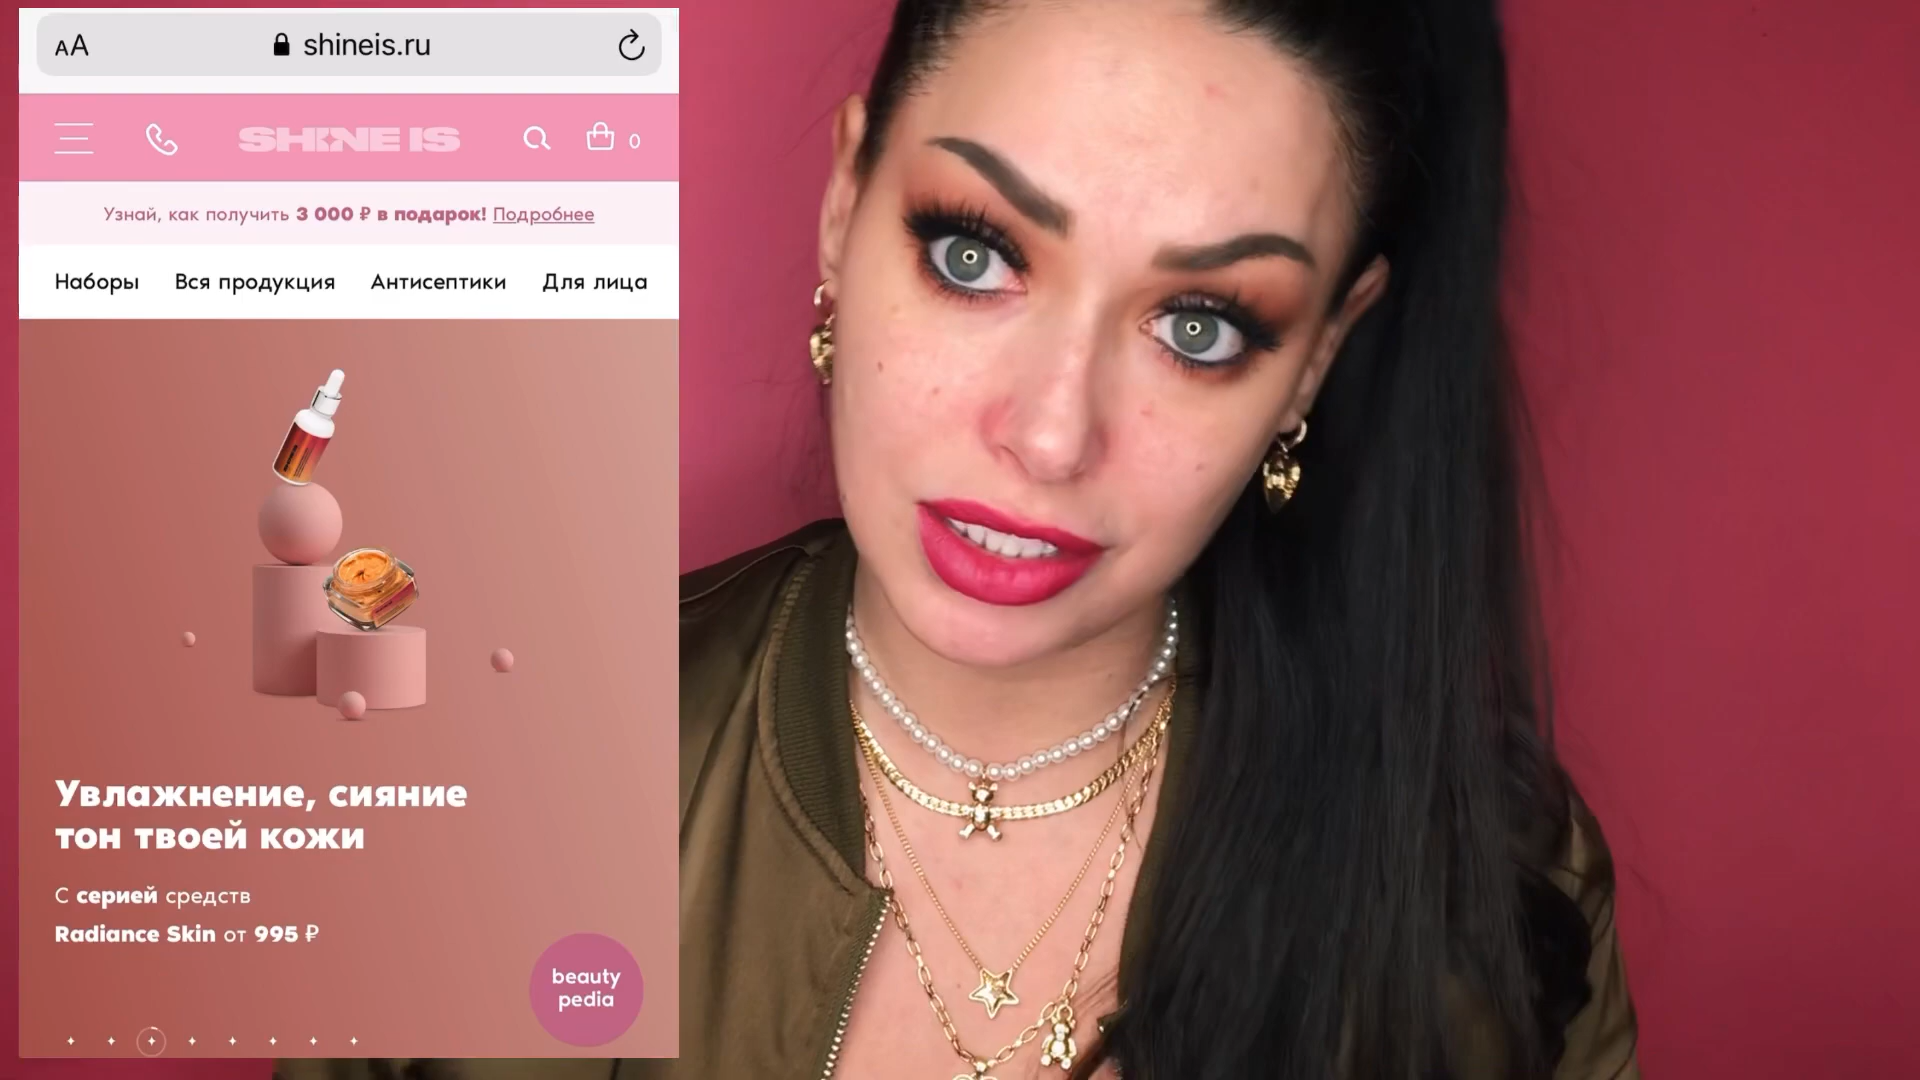 AA
shineis.ru
SHINE IS
0
Узнай, как получить 3 000 ₽ в подарок! Подробнее
Наборы Вся продукция Антисептики Для лица
Увлажнение, сияние
тон твоей кожи
С серией средств
Radiance Skin от 995 ₽
beauty
pedia